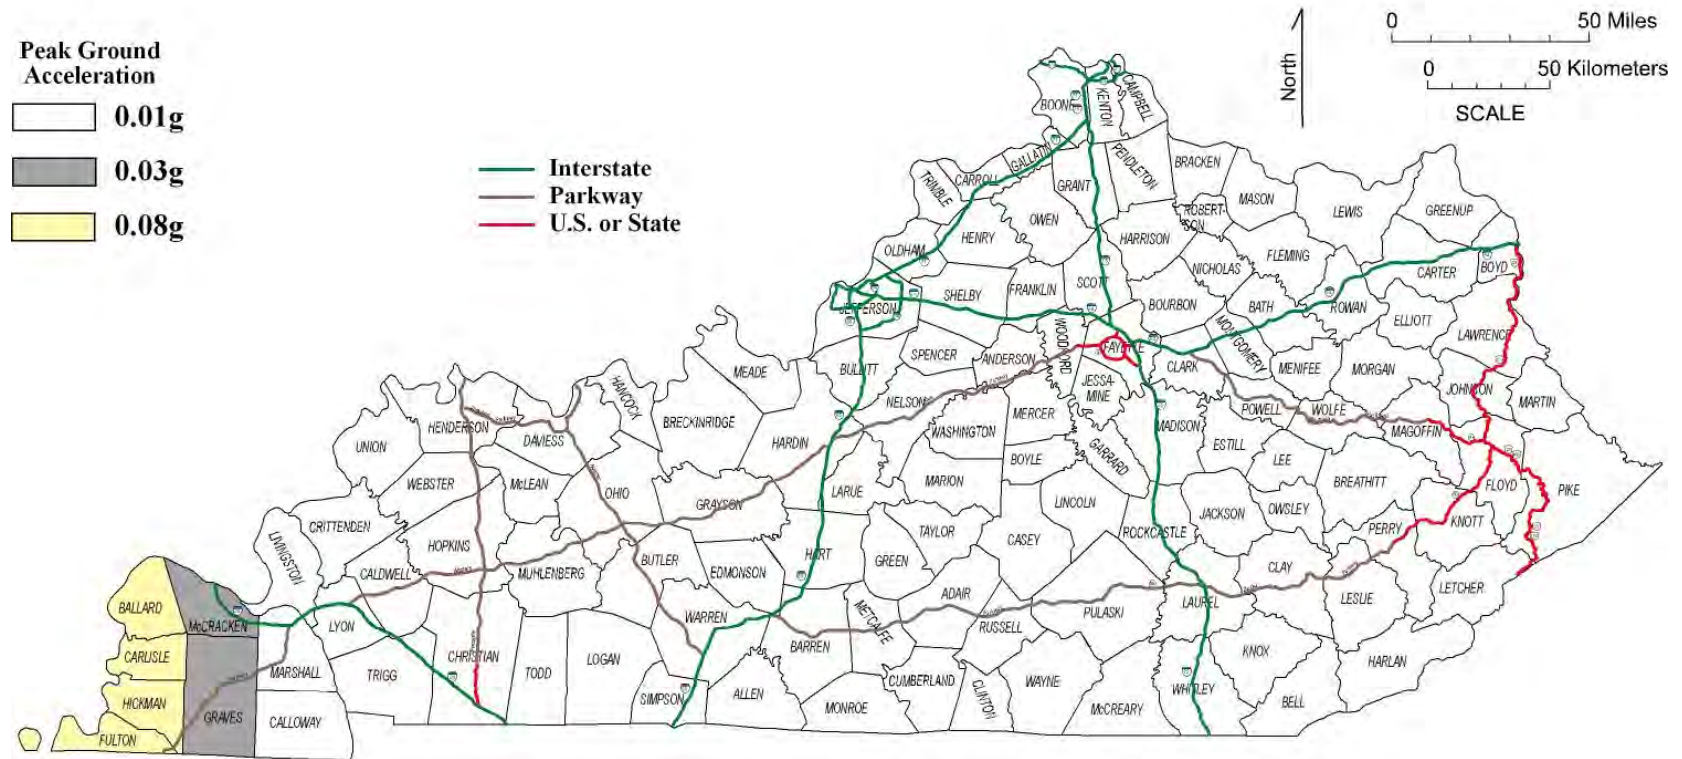 Peak Ground
Acceleration
0.01g
0.03g
0.08g
Interstate
Parkway
U.S. or State
North
0 50 Miles
0 50 Kilometers
SCALE
BOONE
KENTON
CAMPBELL
GALLATIN
PENDLETON
BRACKEN
CARROLL
GRANT
TRIMBLE
MASON
OWEN
ROBERT-
SON
LEWIS
GREENUP
HENRY
HARRISON
OLDHAM
FLEMING
NICHOLAS
CARTER
BOYD
SHELBY
FRANKLIN
SCOTT
BOURBON
BATH
ROWAN
JEFFERSON
ELLIOTT
LAWRENCE
WOODFORD
FAYETTE
MONTGOMERY
SPENCER
ANDERSON
CLARK
MENIFEE
MORGAN
BULLITT
MEADE
JESSA-
MINE
JOHNSON
MARTIN
HANCOCK
NELSON
MERCER
POWELL
WOLFE
BRECKINRIDGE
HENDERSON
DAVIESS
WASHINGTON
MADISON
MAGOFFIN
UNION
HARDIN
ESTILL
GARRARD
BOYLE
LEE
WEBSTER
McLEAN
OHIO
LARUE
MARION
BREATHITT
FLOYD
PIKE
GRAYSON
LINCOLN
OWSLEY
JACKSON
CRITTENDEN
PERRY
KNOTT
TAYLOR
ROCKCASTLE
CASEY
LIVINGSTON
HOPKINS
HART
GREEN
BUTLER
CALDWELL
MUHLENBERG
EDMONSON
CLAY
LETCHER
ADAIR
LESLIE
BALLARD
METCALFE
PULASKI
LAUREL
McCRACKEN
LYON
WARREN
RUSSELL
BARREN
CARLISLE
CHRISTIAN
LOGAN
KNOX
HARLAN
MARSHALL
TRIGG
TODD
CUMBERLAND
CLINTON
WAYNE
WHITLEY
HICKMAN
SIMPSON
ALLEN
BELL
GRAVES
CALLOWAY
MONROE
McCREARY
FULTON